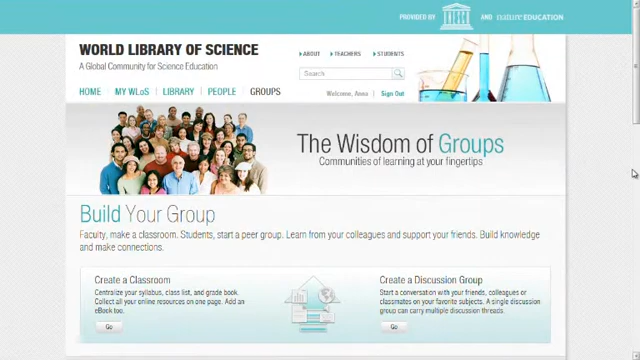 PROVIDED BY UNESCO AND nature EDUCATION
WORLD LIBRARY OF SCIENCE
A Global Community for Science Education
ABOUT TEACHERS STUDENTS
Search
HOME | MY WLoS | LIBRARY | PEOPLE | GROUPS
Welcome, Anna Sign Out
The Wisdom of Groups
Communities of learning at your fingertips
Build Your Group
Faculty, make a classroom. Students, start a peer group. Learn from your colleagues and support your friends. Build knowledge
and make connections.
Create a Classroom
Centralize your syllabus, class list, and grade book.
Collect all your online resources on one page. Add an
eBook too.
Go
Create a Discussion Group
Start a conversation with your friends, colleagues or
classmates on your favorite subjects. A single discussion
group can carry multiple discussion threads.
Go